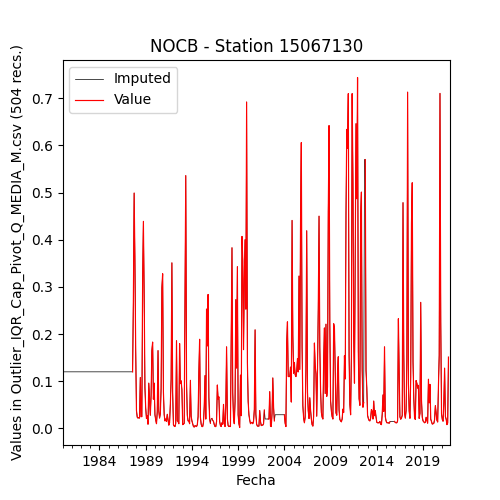 NOCB - Station 15067130
Imputed
Value
Values in Outlier_IQR_Cap_Pivot_Q_MEDIA_M.csv (504 recs.)
0.7
0.6
0.5
0.4
0.3
0.2
0.1
0.0
1984 1989 1994 1999 2004 2009 2014 2019
Fecha